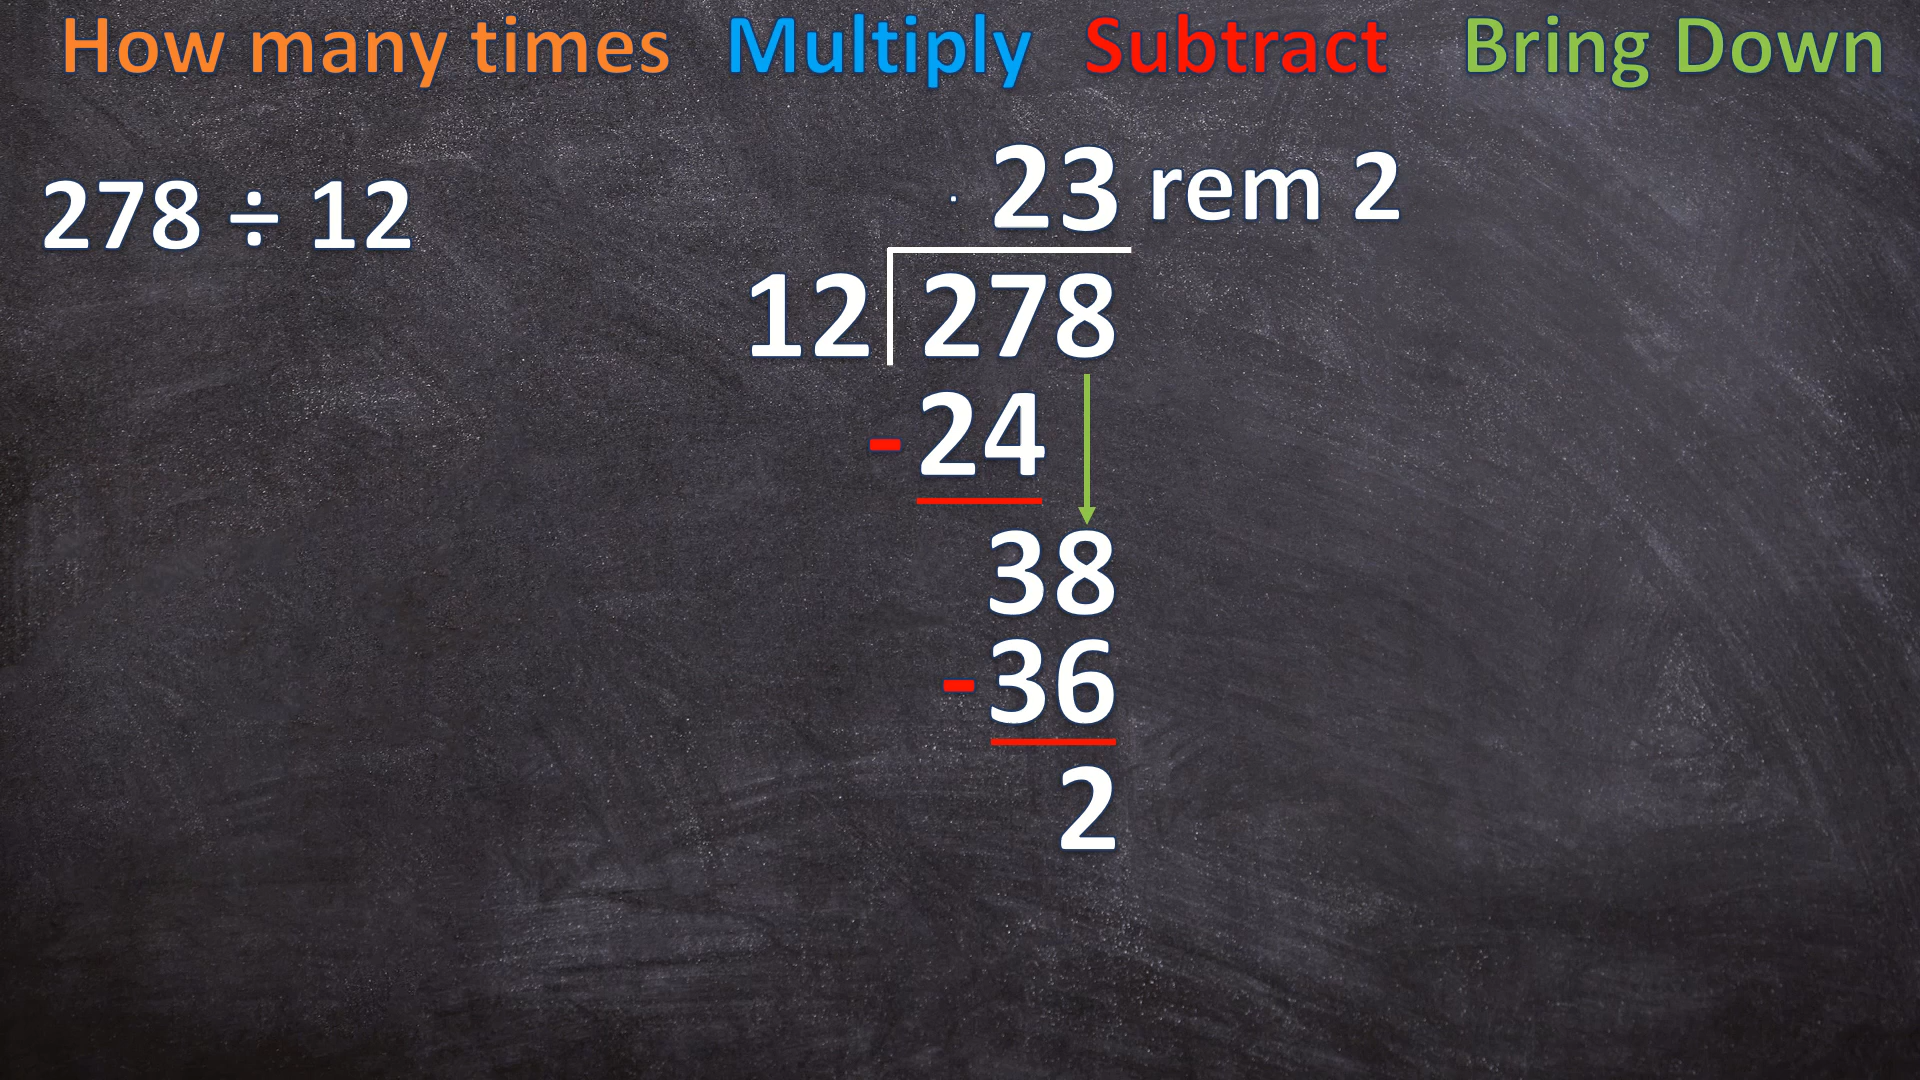 How many times Multiply Subtract Bring Down
278 ÷ 12
23 rem 2
12 278
-24
38
-36
2